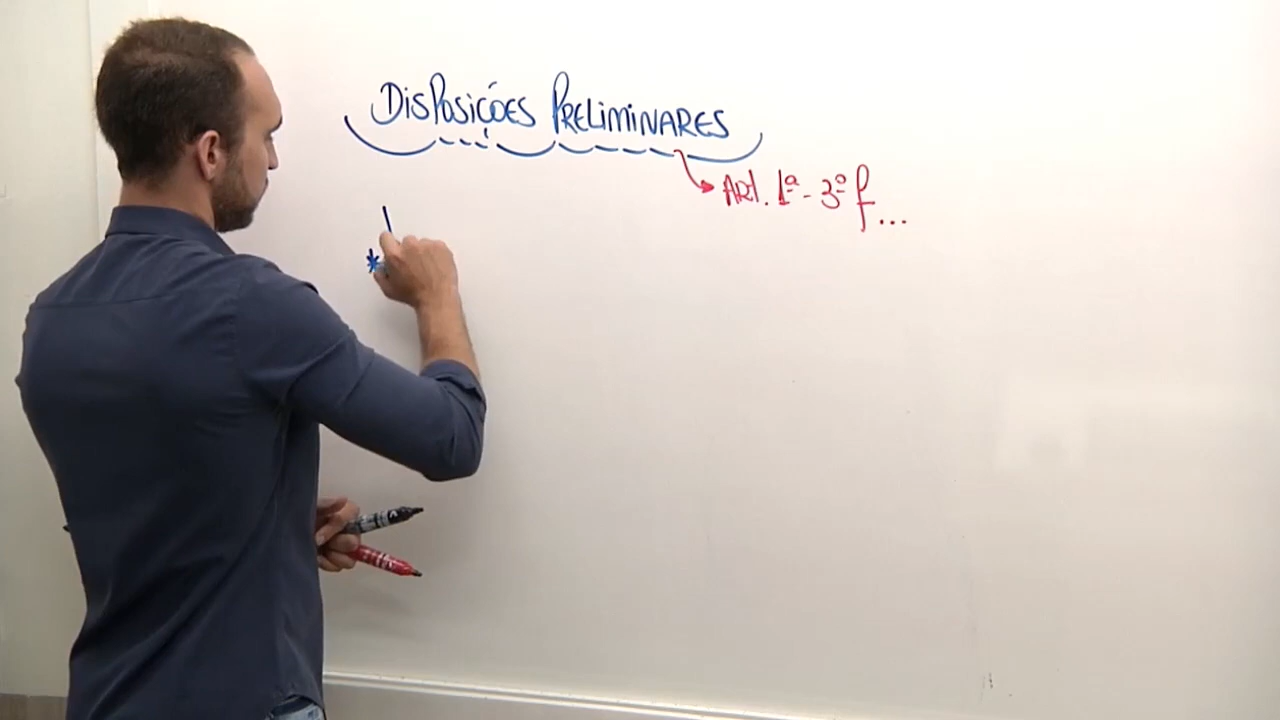 DISPOSIÇÕES PRELIMINARES
ART. 1º - 3º f...
*